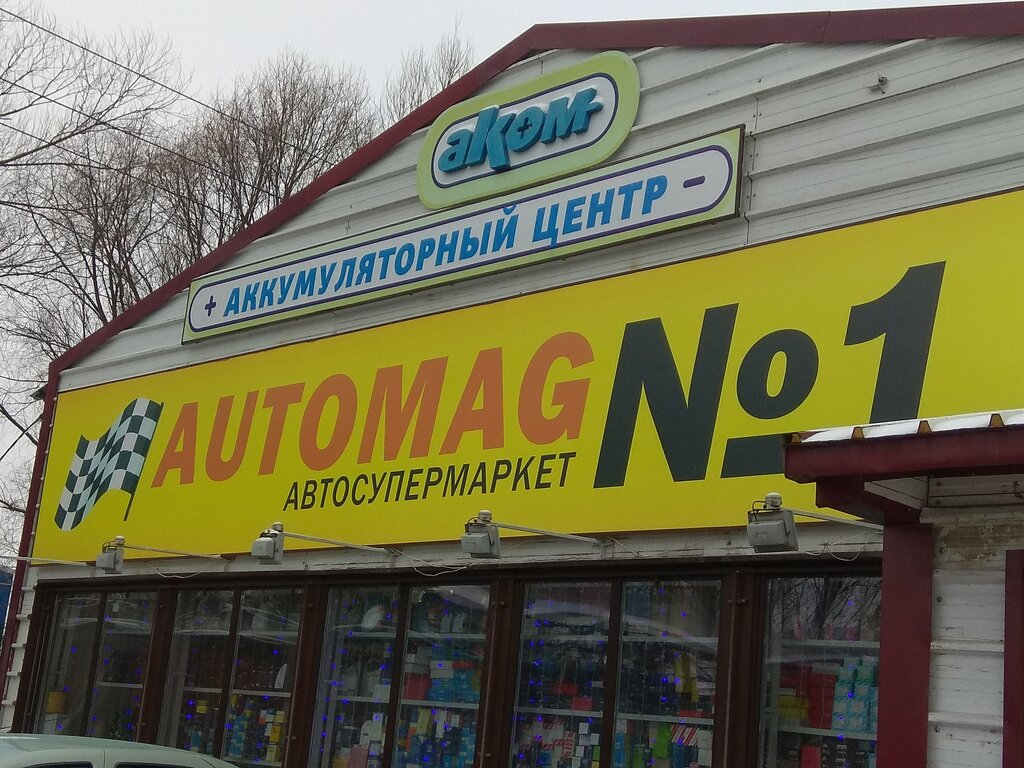 аком
+ АККУМУЛЯТОРНЫЙ ЦЕНТР -
AUTOMAG №1
АВТОСУПЕРМАРКЕТ